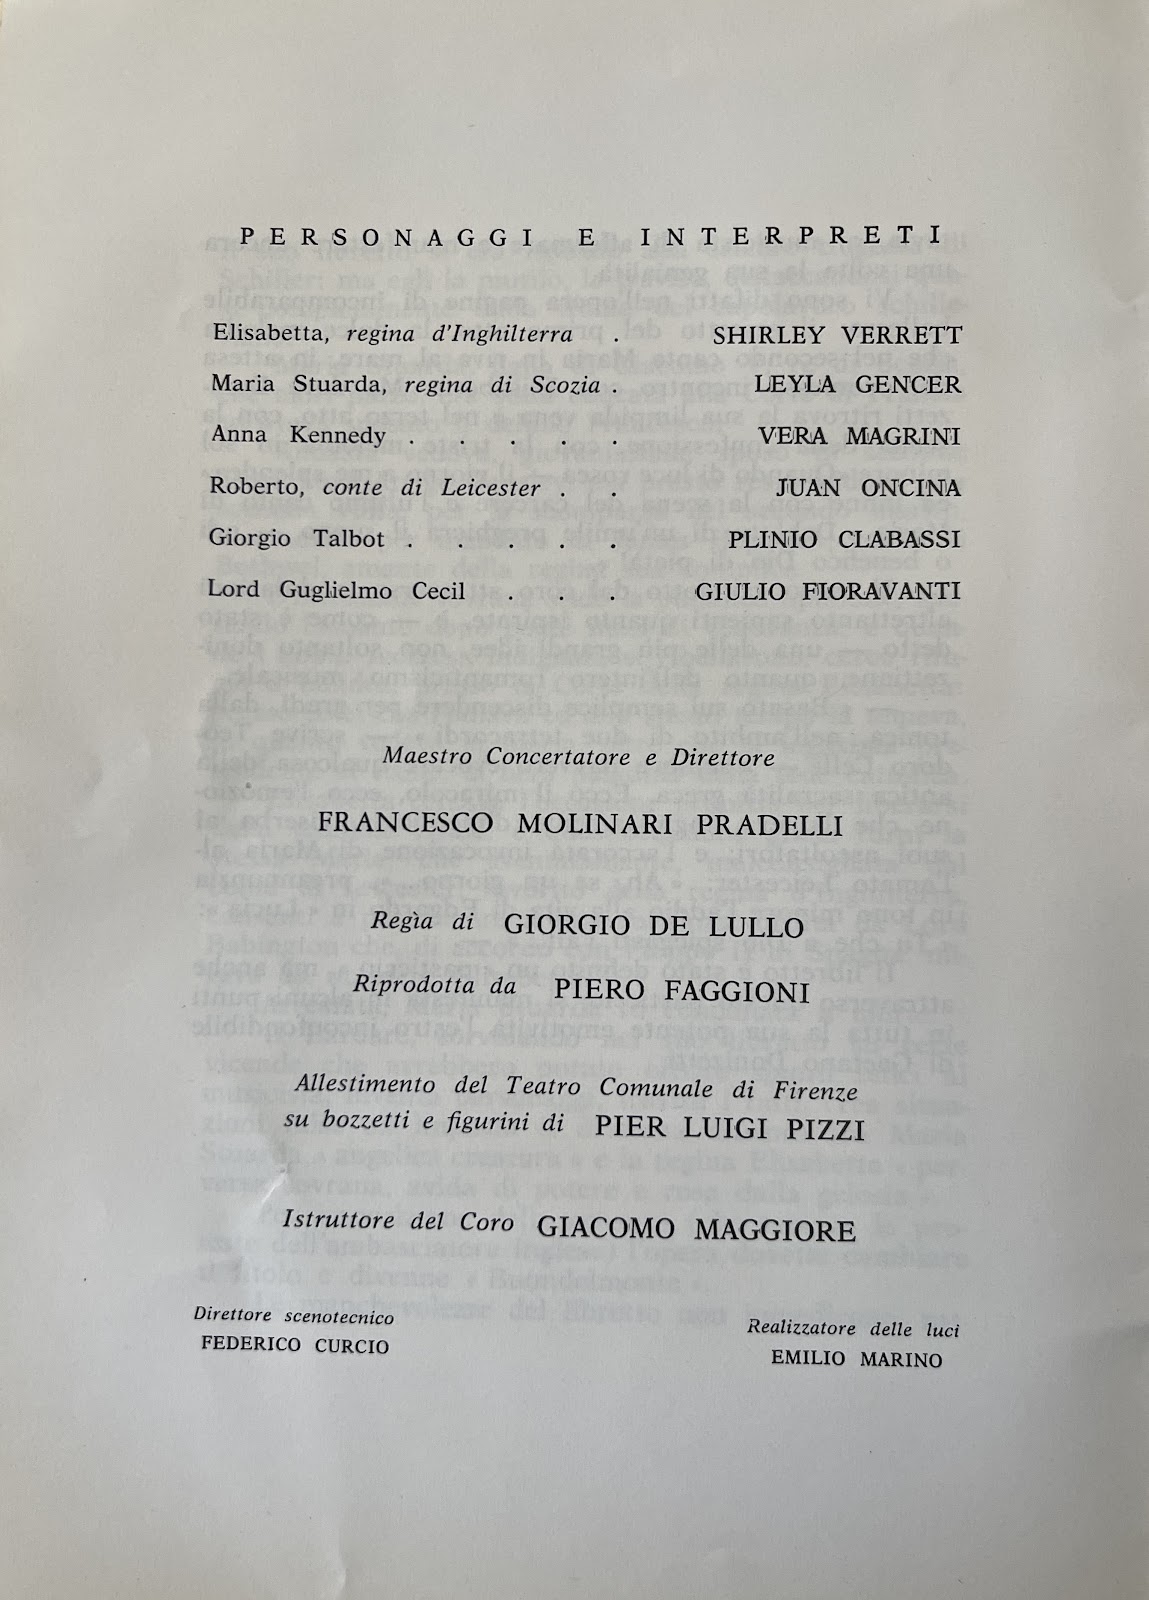 PERSONAGGI E INTERPRETI
Elisabetta, regina d'Inghilterra . SHIRLEY VERRETT
Maria Stuarda, regina di Scozia . LEYLA GENCER
Anna Kennedy . . . . . VERA MAGRINI
Roberto, conte di Leicester . . JUAN ONCINA
Giorgio Talbot . . . . . PLINIO CLABASSI
Lord Guglielmo Cecil . . . GIULIO FIORAVANTI
Maestro Concertatore e Direttore
FRANCESCO MOLINARI PRADELLI
Regìa di GIORGIO DE LULLO
Riprodotta da PIERO FAGGIONI
Allestimento del Teatro Comunale di Firenze
su bozzetti e figurini di PIER LUIGI PIZZI
Istruttore del Coro GIACOMO MAGGIORE
Direttore scenotecnico
FEDERICO CURCIO
Realizzatore delle luci
EMILIO MARINO